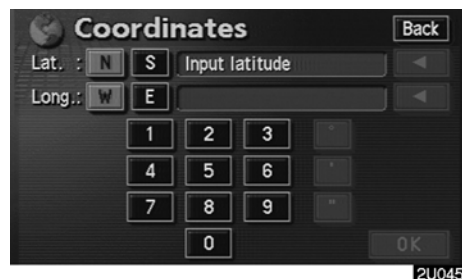 Coordinates Back
Lat. : N S Input latitude ◀
Long.: W E ◀
1 2 3 °
4 5 6 '
7 8 9 "
0 OK
2U045